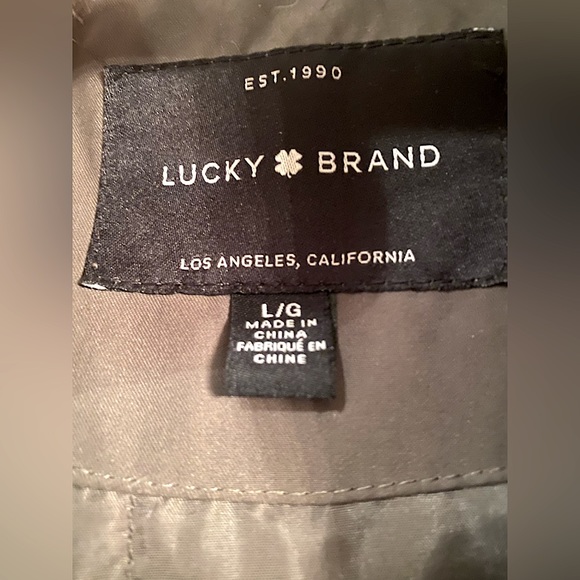 EST.1990
LUCKY BRAND
LOS ANGELES, CALIFORNIA
L/G
MADE IN
CHINA
FABRIQUÉ EN
CHINE